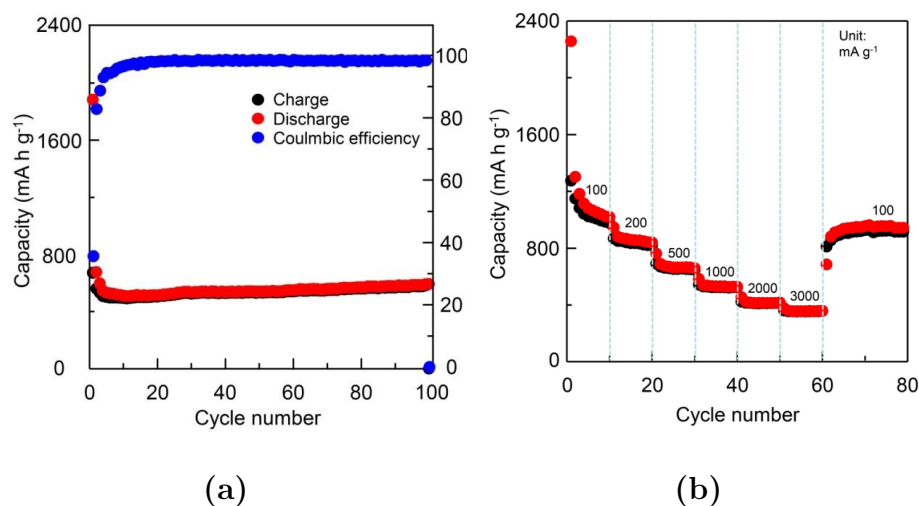 2400
1600
800
0
Capacity (mA h g⁻¹)
100
80
60
40
20
0
Charge
Discharge
Coulmbic efficiency
0 20 40 60 80 100
Cycle number
(a)
2400
1600
800
400
0
Capacity (mA h g⁻¹)
Unit:
mA g⁻¹
100
200
500
1000
2000
3000
100
0 20 40 60 80
Cycle number
(b)